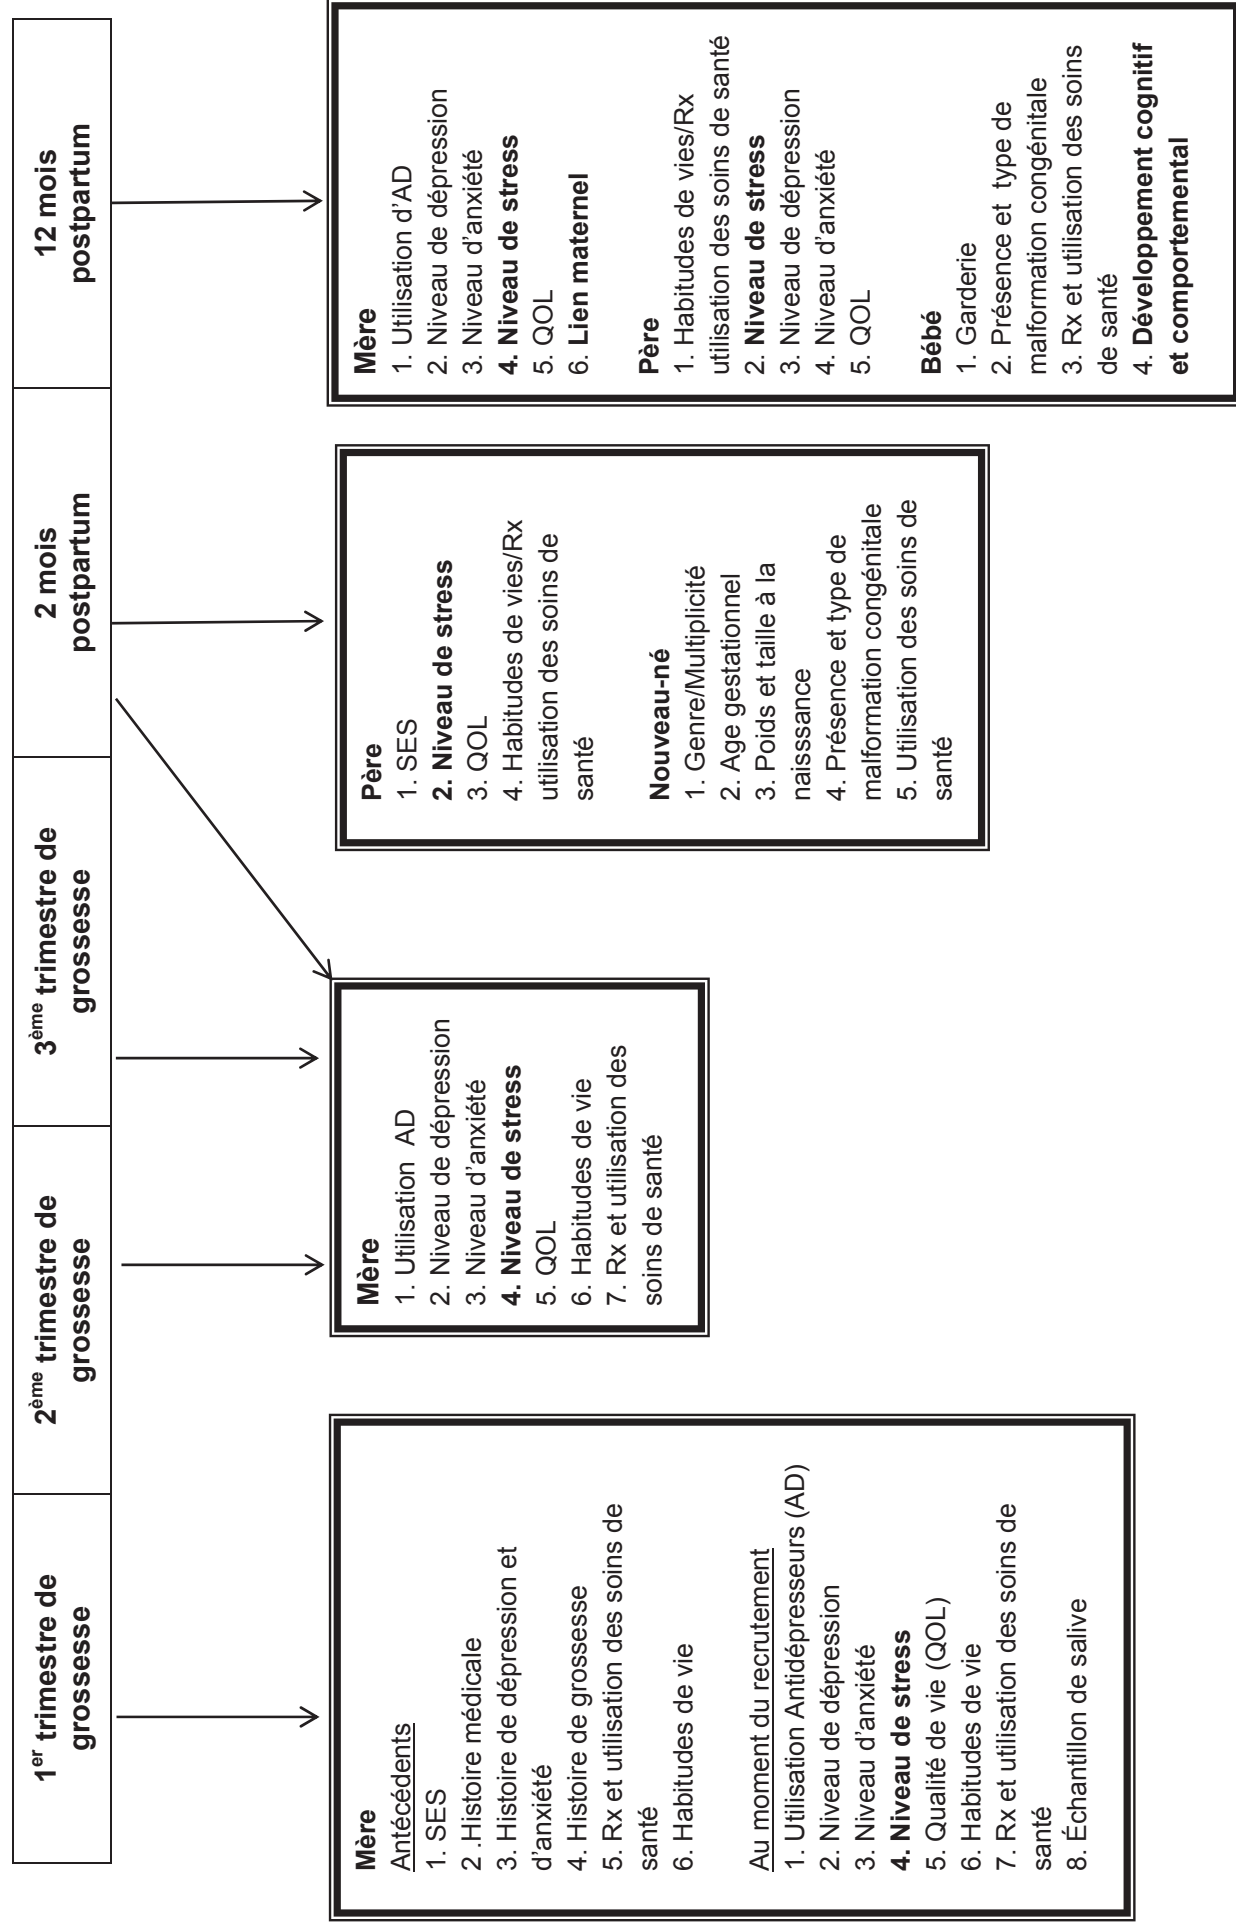 1er trimestre de
grossesse
2ème trimestre de
grossesse
3ème trimestre de
grossesse
2 mois
postpartum
12 mois
postpartum
Mère
Antécédents
1. SES
2 .Histoire médicale
3. Histoire de dépression et
d'anxiété
4. Histoire de grossesse
5. Rx et utilisation des soins de
santé
6. Habitudes de vie
Au moment du recrutement
1. Utilisation Antidépresseurs (AD)
2. Niveau de dépression
3. Niveau d'anxiété
4. Niveau de stress
5. Qualité de vie (QOL)
6. Habitudes de vie
7. Rx et utilisation des soins de
santé
8. Échantillon de salive
Mère
1. Utilisation AD
2. Niveau de dépression
3. Niveau d'anxiété
4. Niveau de stress
5. QOL
6. Habitudes de vie
7. Rx et utilisation des
soins de santé
Père
1. SES
2. Niveau de stress
3. QOL
4. Habitudes de vies/Rx
utilisation des soins de
santé
Nouveau-né
1. Genre/Multiplicité
2. Age gestationnel
3. Poids et taille à la
naisssance
4. Présence et type de
malformation congénitale
5. Utilisation des soins de
santé
Mère
1. Utilisation d'AD
2. Niveau de dépression
3. Niveau d'anxiété
4. Niveau de stress
5. QOL
6. Lien maternel
Père
1. Habitudes de vies/Rx
utilisation des soins de santé
2. Niveau de stress
3. Niveau de dépression
4. Niveau d'anxiété
5. QOL
Bébé
1. Garderie
2. Présence et type de
malformation congénitale
3. Rx et utilisation des soins
de santé
4. Développement cognitif
et comportemental